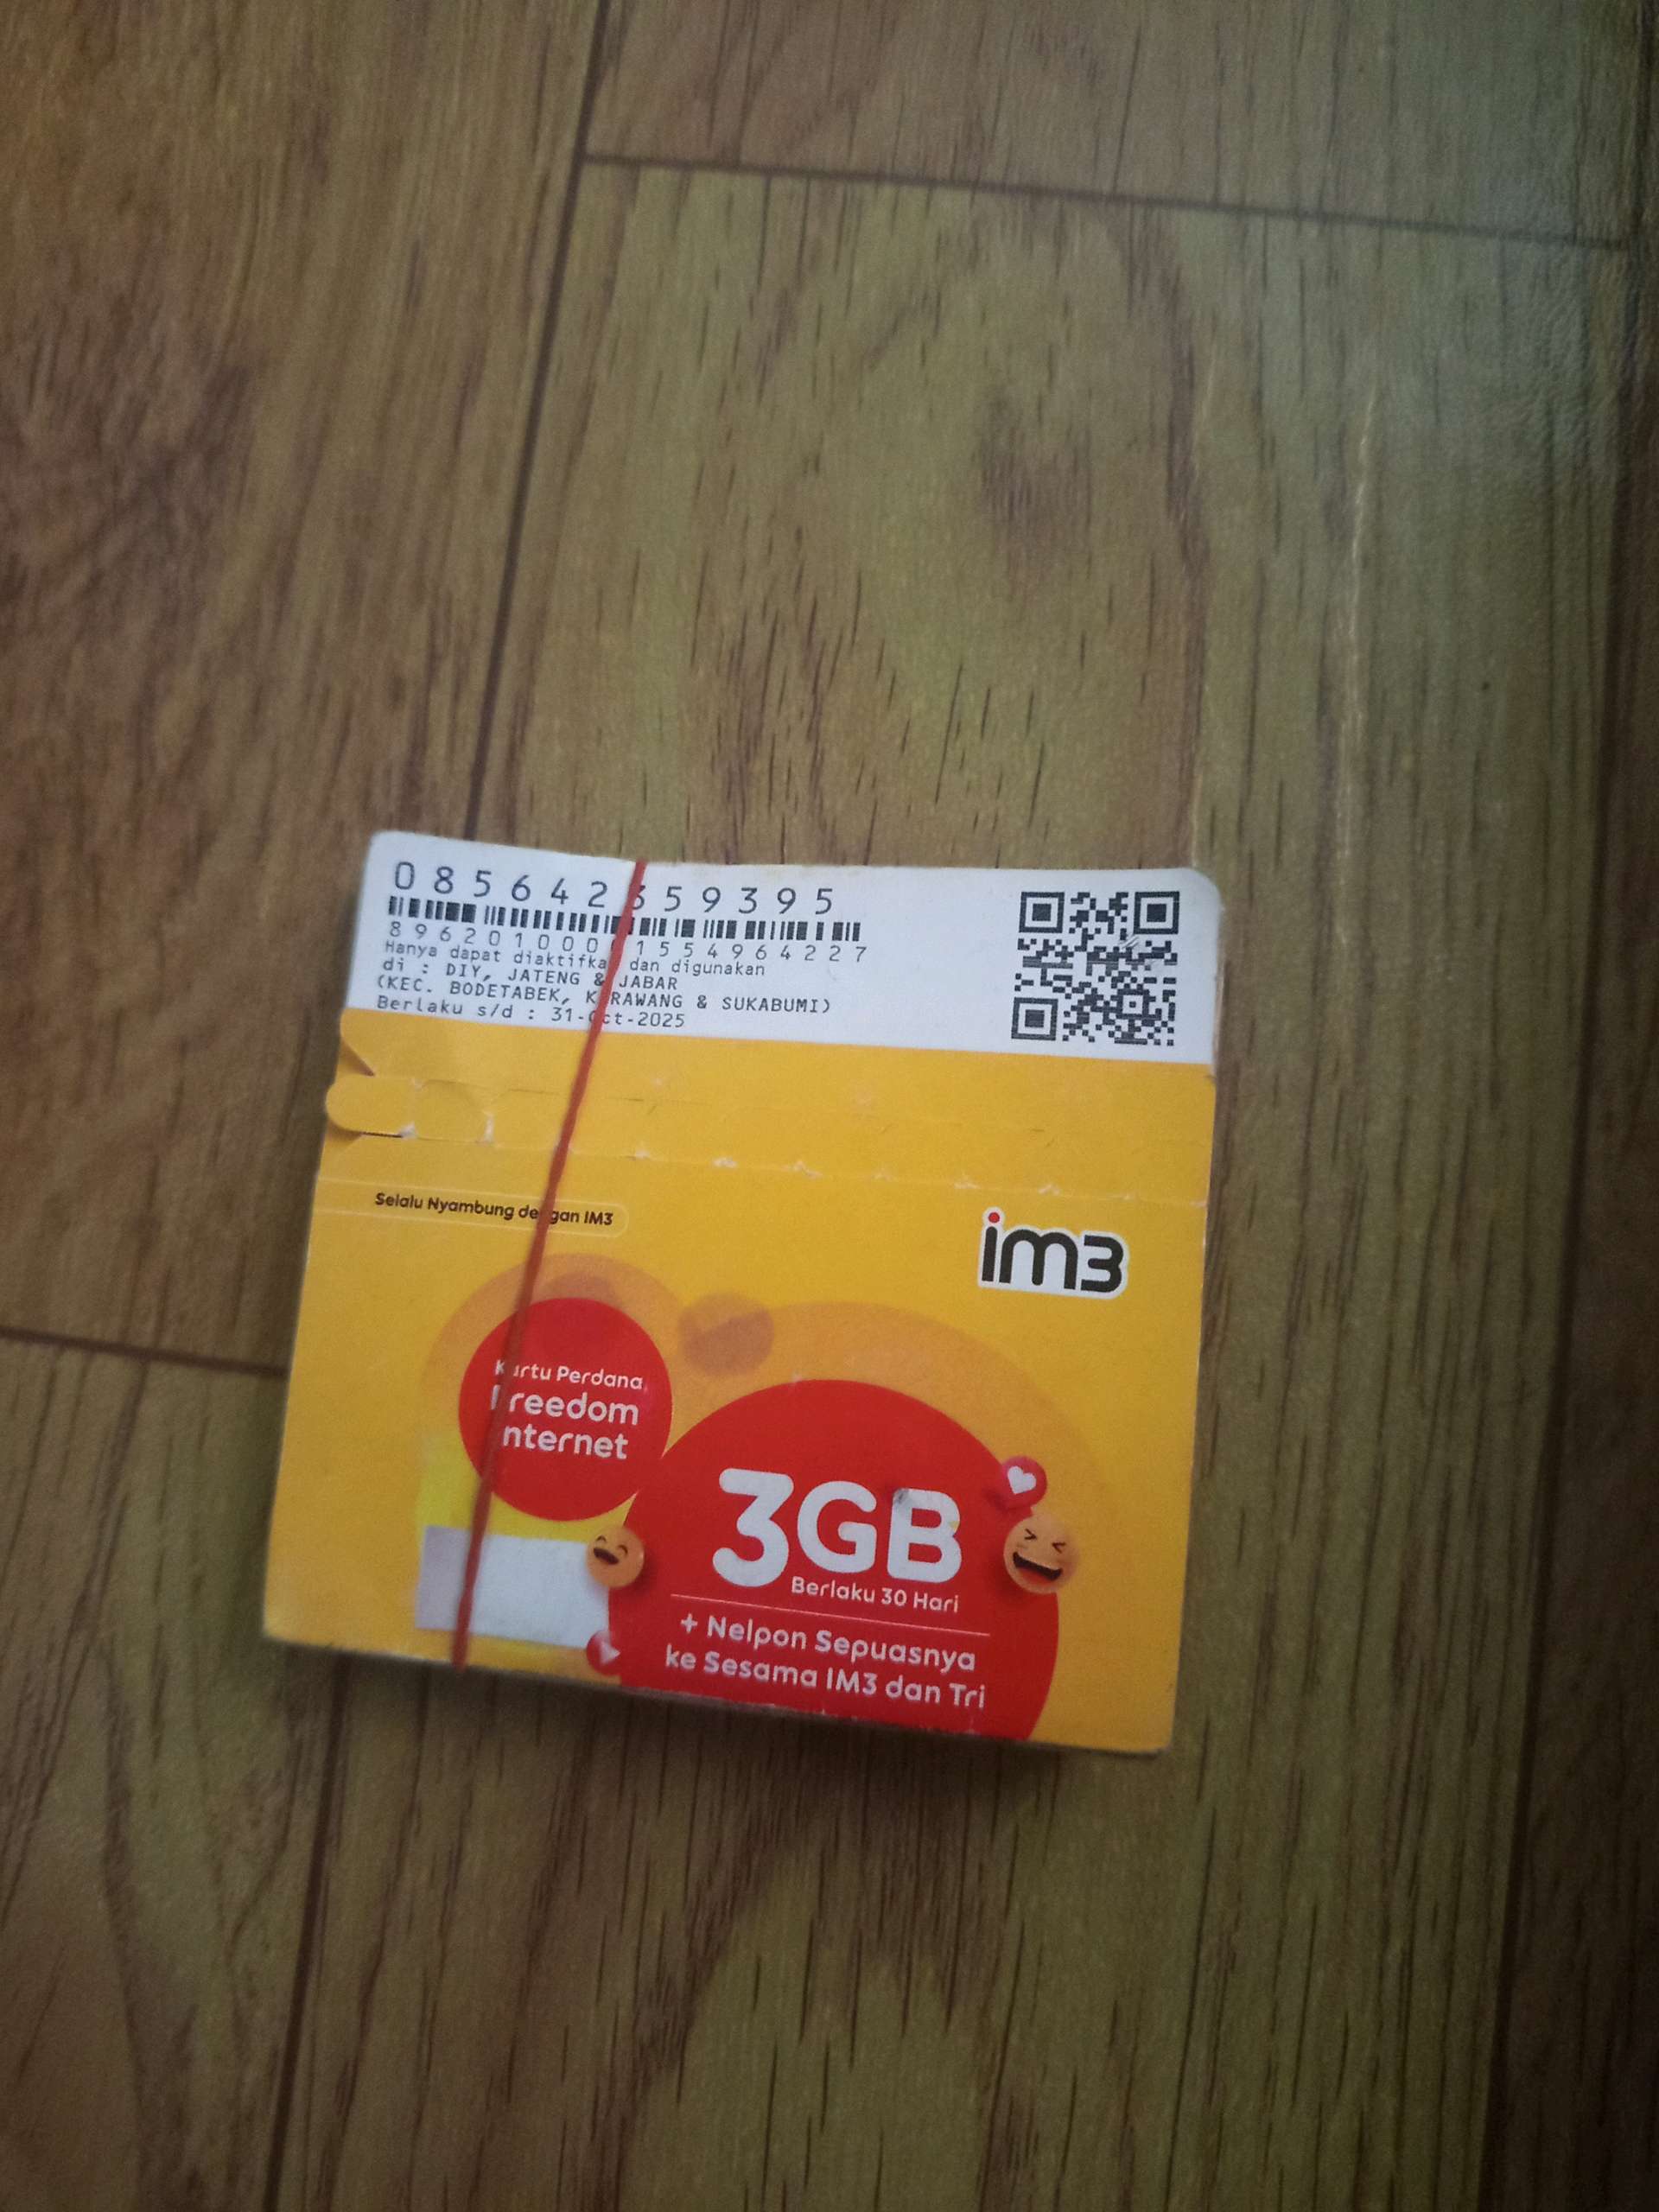 085642359395
89620100001554964227
Hanya dapat diaktifkan dan digunakan
di : DIY, JATENG & JABAR
(KEC. BODETABEK, KARAWANG & SUKABUMI)
Berlaku s/d : 31-Oct-2025
Selalu Nyambung dengan IM3
im3
Kartu Perdana
Freedom
Internet
3GB
Berlaku 30 Hari
+ Nelpon Sepuasnya
ke Sesama IM3 dan Tri